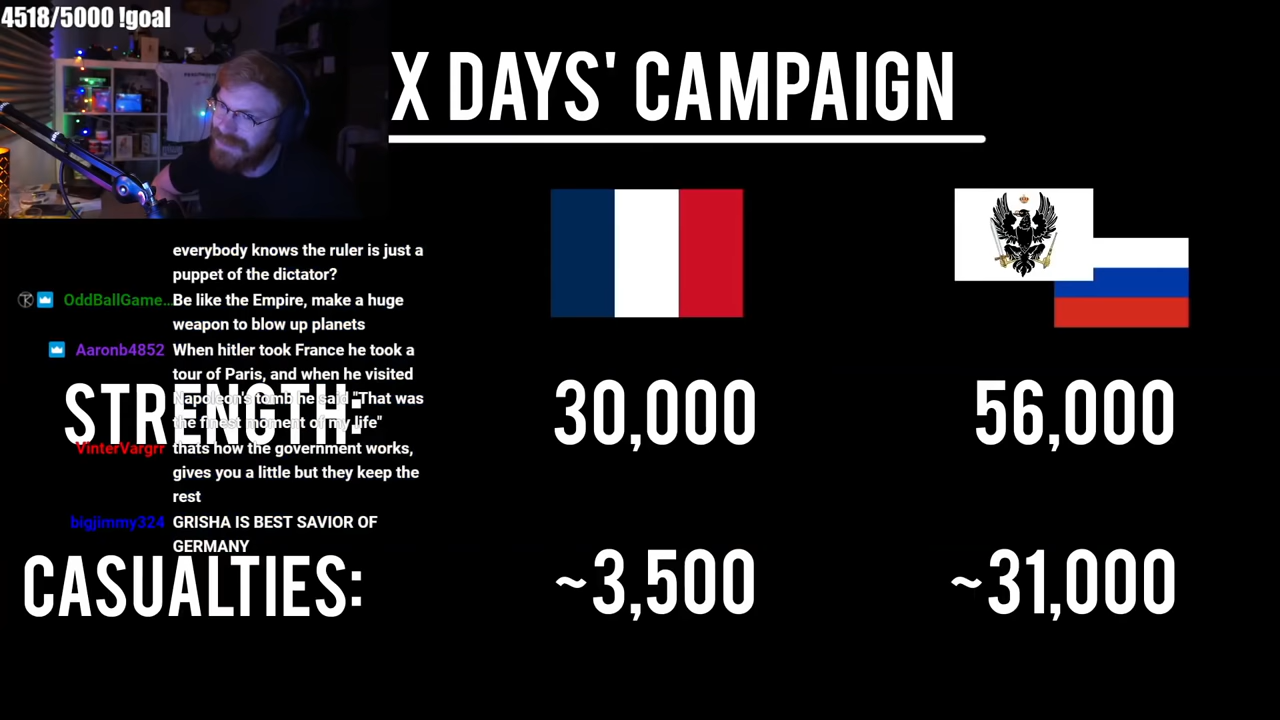 4518/5000 !goal
X DAYS' CAMPAIGN
everybody knows the ruler is just a
puppet of the dictator?
OddBallGame... Be like the Empire, make a huge
weapon to blow up planets
Aaronb4852 When hitler took France he took a
tour of Paris, and when he visited
Napoleon's tomb he said "That was
the finest moment of my life"
STRENGTH: 30,000 56,000
VinterVargrr thats how the government works,
gives you a little but they keep the
rest
bigjimmy324 GRISHA IS BEST SAVIOR OF
GERMANY
CASUALTIES: ~3,500 ~31,000